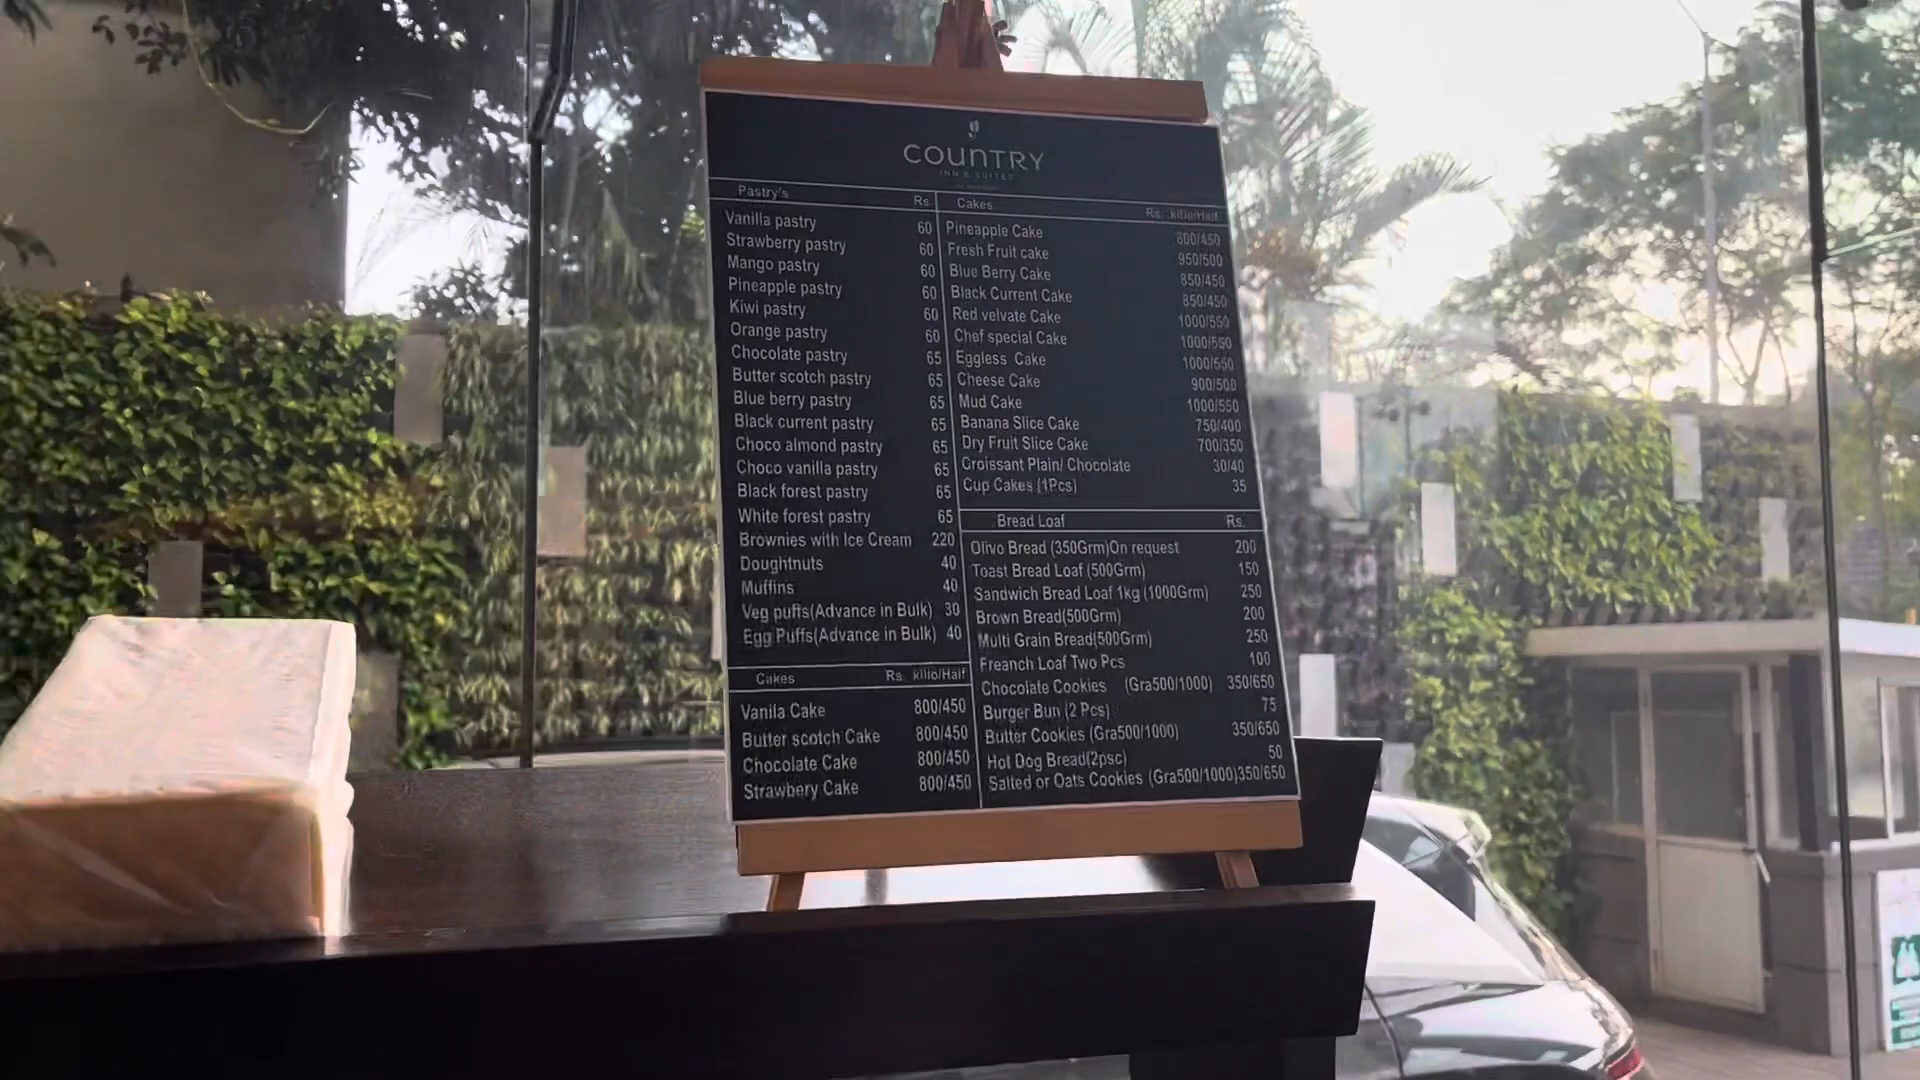 COUNTRY
INN & SUITES
Pastry's Rs.
Vanilla pastry 60
Strawberry pastry 60
Mango pastry 60
Pineapple pastry 60
Kiwi pastry 60
Orange pastry 60
Chocolate pastry 65
Butter scotch pastry 65
Blue berry pastry 65
Black current pastry 65
Choco almond pastry 65
Choco vanilla pastry 65
Black forest pastry 65
White forest pastry 65
Brownies with Ice Cream 220
Doughtnuts 40
Muffins 40
Veg puffs(Advance in Bulk) 30
Egg Puffs(Advance in Bulk) 40
Cakes Rs. killo/Half
Vanila Cake 800/450
Butter scotch Cake 800/450
Chocolate Cake 800/450
Strawbery Cake 800/450
Cakes Rs. killo/Half
Pineapple Cake 800/450
Fresh Fruit cake 950/500
Blue Berry Cake 850/450
Black Current Cake 850/450
Red velvate Cake 1000/550
Chef special Cake 1000/550
Eggless Cake 1000/550
Cheese Cake 900/500
Mud Cake 1000/550
Banana Slice Cake 750/400
Dry Fruit Slice Cake 700/350
Croissant Plain/ Chocolate 30/40
Cup Cakes (1Pcs) 35
Bread Loaf Rs.
Olivo Bread (350Grm)On request 200
Toast Bread Loaf (500Grm) 150
Sandwich Bread Loaf 1kg (1000Grm) 250
Brown Bread(500Grm) 200
Multi Grain Bread(500Grm) 250
Freanch Loaf Two Pcs 100
Chocolate Cookies (Gra500/1000) 350/650
Burger Bun (2 Pcs) 75
Butter Cookies (Gra500/1000) 350/650
Hot Dog Bread(2psc) 50
Salted or Oats Cookies (Gra500/1000)350/650